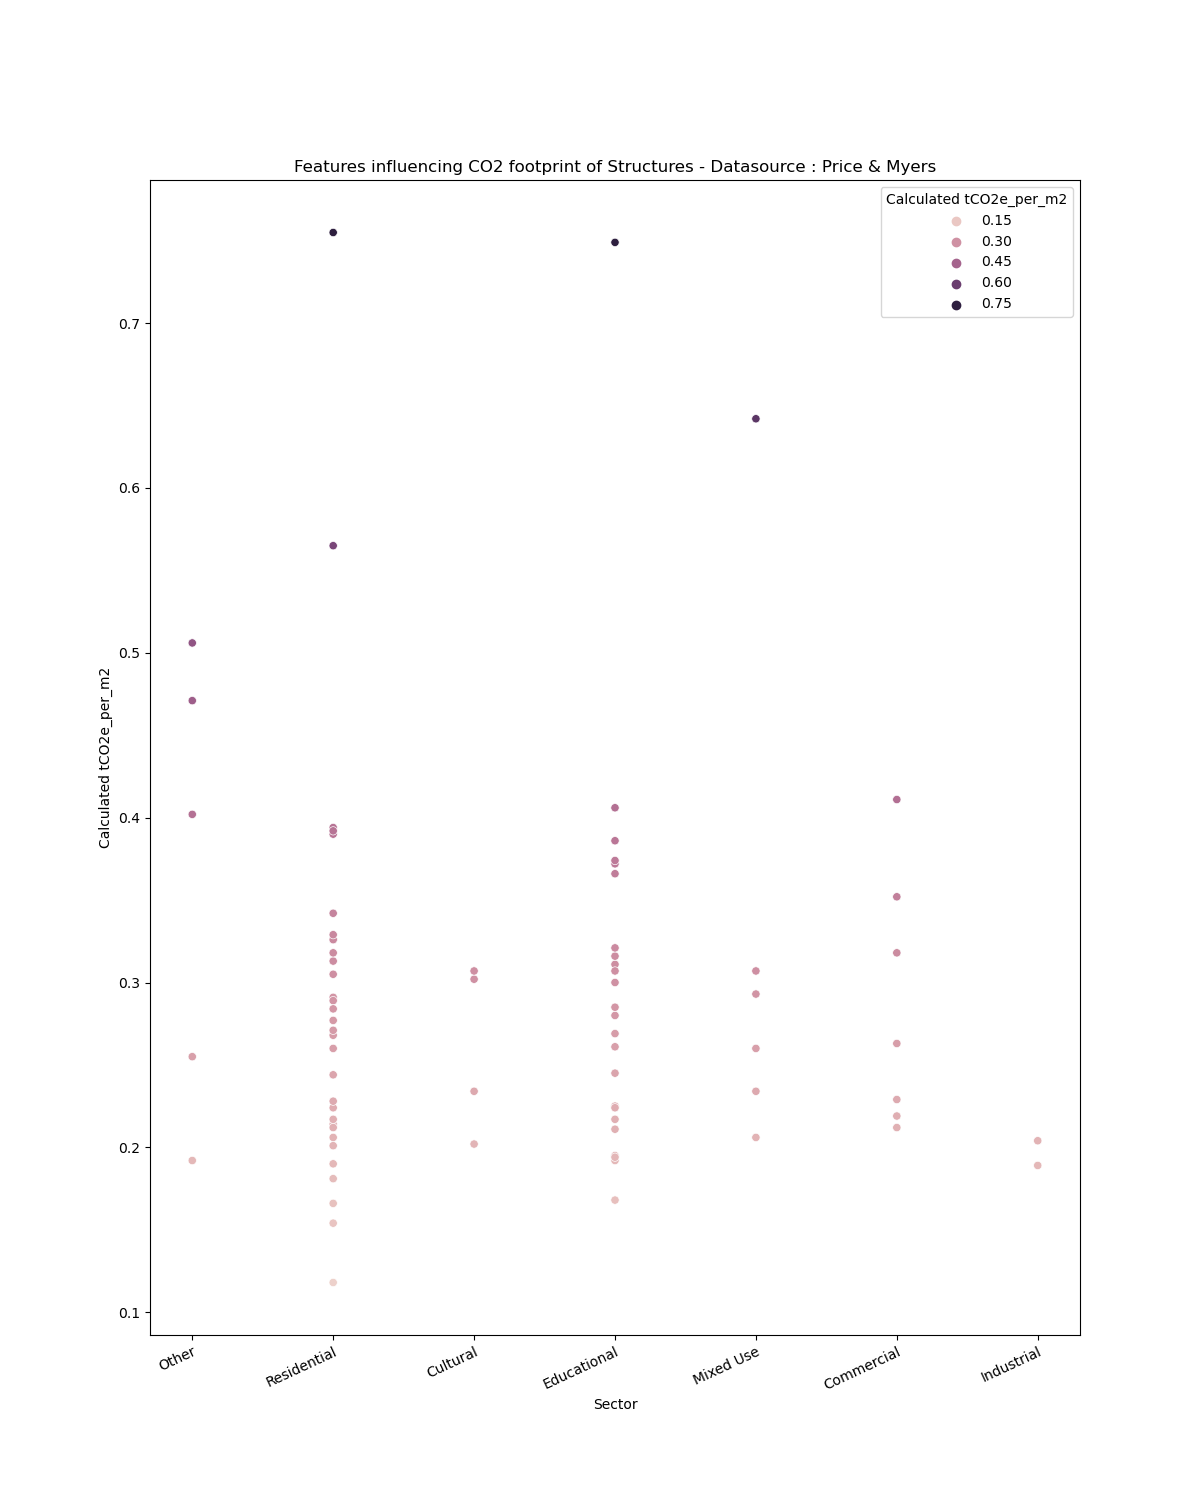 Features influencing CO2 footprint of Structures - Datasource : Price & Myers
Calculated tCO2e_per_m2
0.15
0.30
0.45
0.60
0.75
0.7
0.6
0.5
0.4
0.3
0.2
0.1
Calculated tCO2e_per_m2
Other
Residential
Cultural
Educational
Mixed Use
Commercial
Industrial
Sector